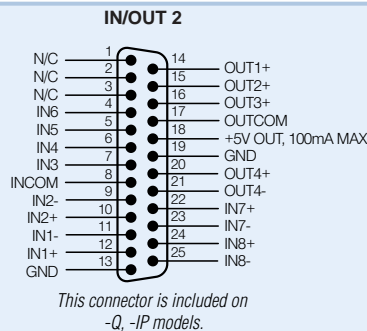 IN/OUT 2
N/C 1
N/C 2
N/C 3
IN6 4
IN5 5
IN4 6
IN3 7
INCOM 8
IN2- 9
IN2+ 10
IN1- 11
IN1+ 12
GND 13
14 OUT1+
15 OUT2+
16 OUT3+
17 OUTCOM
18 +5V OUT, 100mA MAX
19 GND
20 OUT4+
21 OUT4-
22 IN7+
23 IN7-
24 IN8+
25 IN8-
This connector is included on
-Q, -IP models.